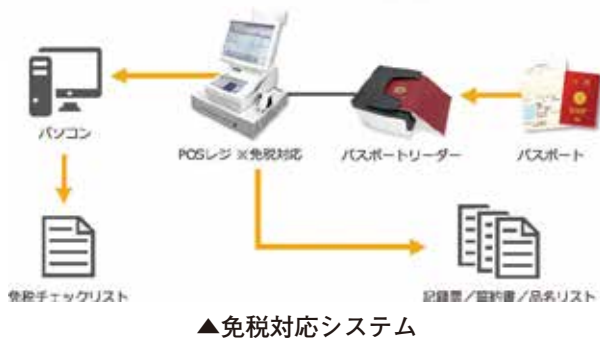 パソコン
POSレジ ※免税対応
パスポートリーダー
パスポート
免税チェックリスト
記録票/誓約書/品名リスト
▲免税対応システム